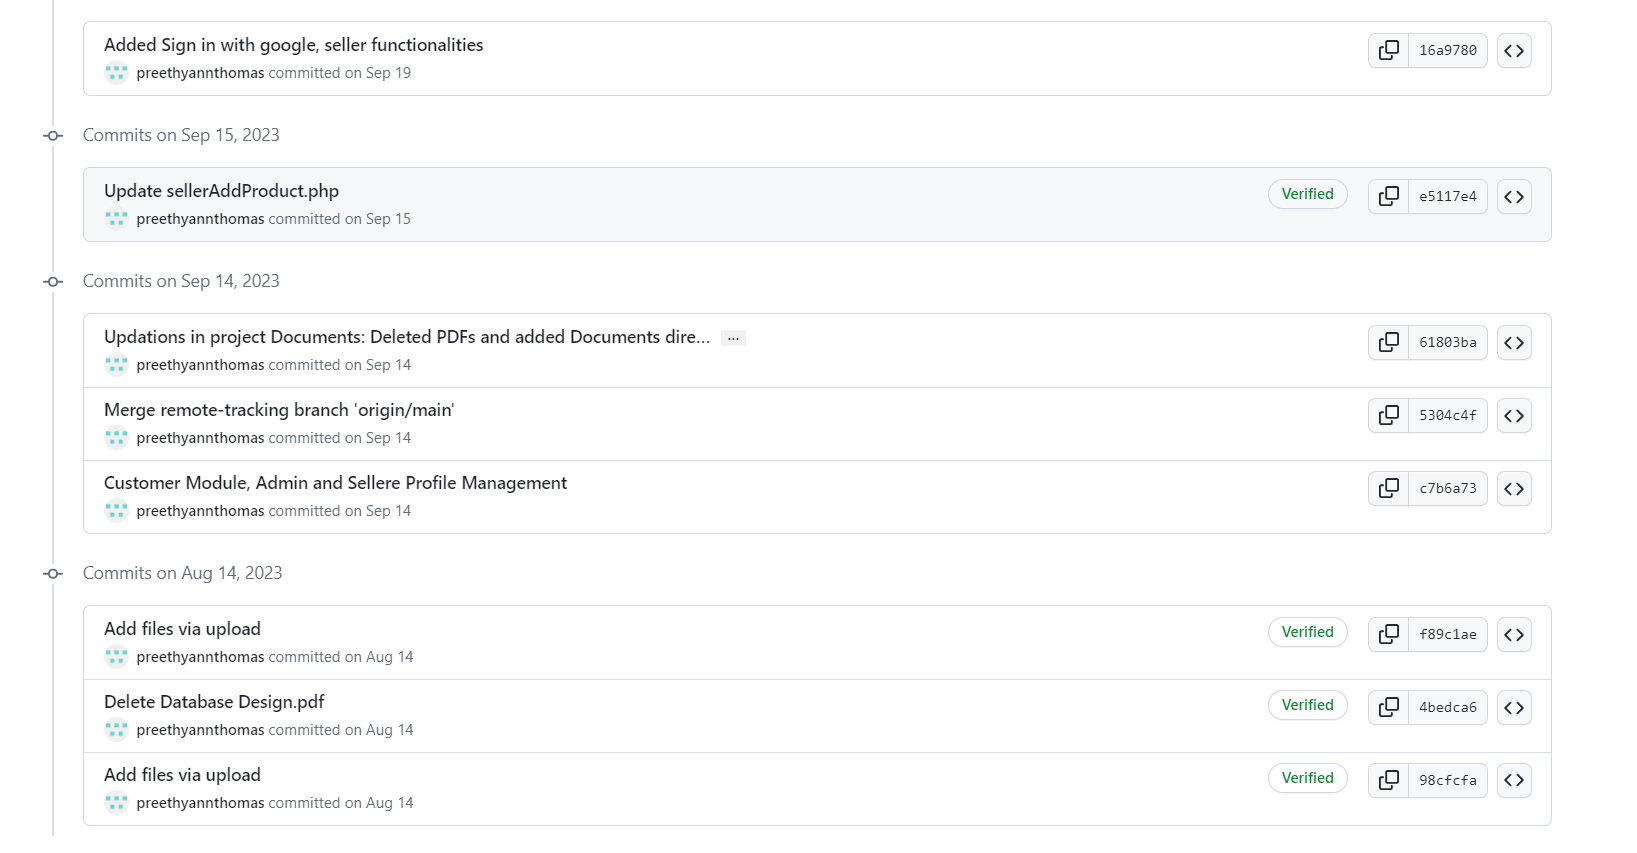 Added Sign in with google, seller functionalities
16a9780
preethyannthomas committed on Sep 19
Commits on Sep 15, 2023
Update sellerAddProduct.php
Verified
e5117e4
preethyannthomas committed on Sep 15
Commits on Sep 14, 2023
Updations in project Documents: Deleted PDFs and added Documents dire... ...
61803ba
preethyannthomas committed on Sep 14
Merge remote-tracking branch 'origin/main'
5304c4f
preethyannthomas committed on Sep 14
Customer Module, Admin and Sellere Profile Management
c7b6a73
preethyannthomas committed on Sep 14
Commits on Aug 14, 2023
Add files via upload
Verified
f89c1ae
preethyannthomas committed on Aug 14
Delete Database Design.pdf
Verified
4bedca6
preethyannthomas committed on Aug 14
Add files via upload
Verified
98cfcfa
preethyannthomas committed on Aug 14